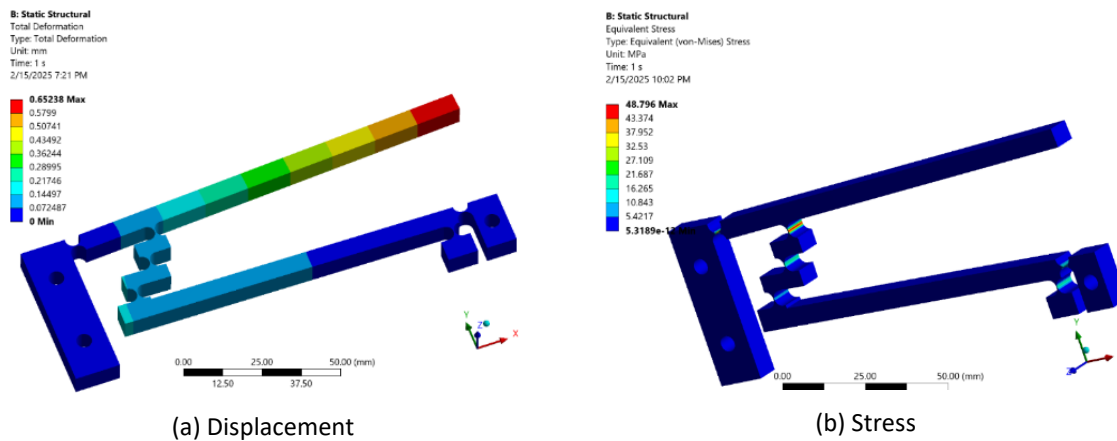 B: Static Structural
Total Deformation
Type: Total Deformation
Unit: mm
Time: 1 s
2/15/2025 7:21 PM
0.65238 Max
0.5799
0.50741
0.43492
0.36244
0.28995
0.21746
0.14497
0.072487
0 Min
Y
Z
X
0.00
25.00
50.00 (mm)
12.50
37.50
(a) Displacement
B: Static Structural
Equivalent Stress
Type: Equivalent (von-Mises) Stress
Unit: MPa
Time: 1 s
2/15/2025 10:02 PM
48.796 Max
43.374
37.952
32.53
27.109
21.687
16.265
10.843
5.4217
Y
X
Z
0.00
25.00
50.00 (mm)
(b) Stress